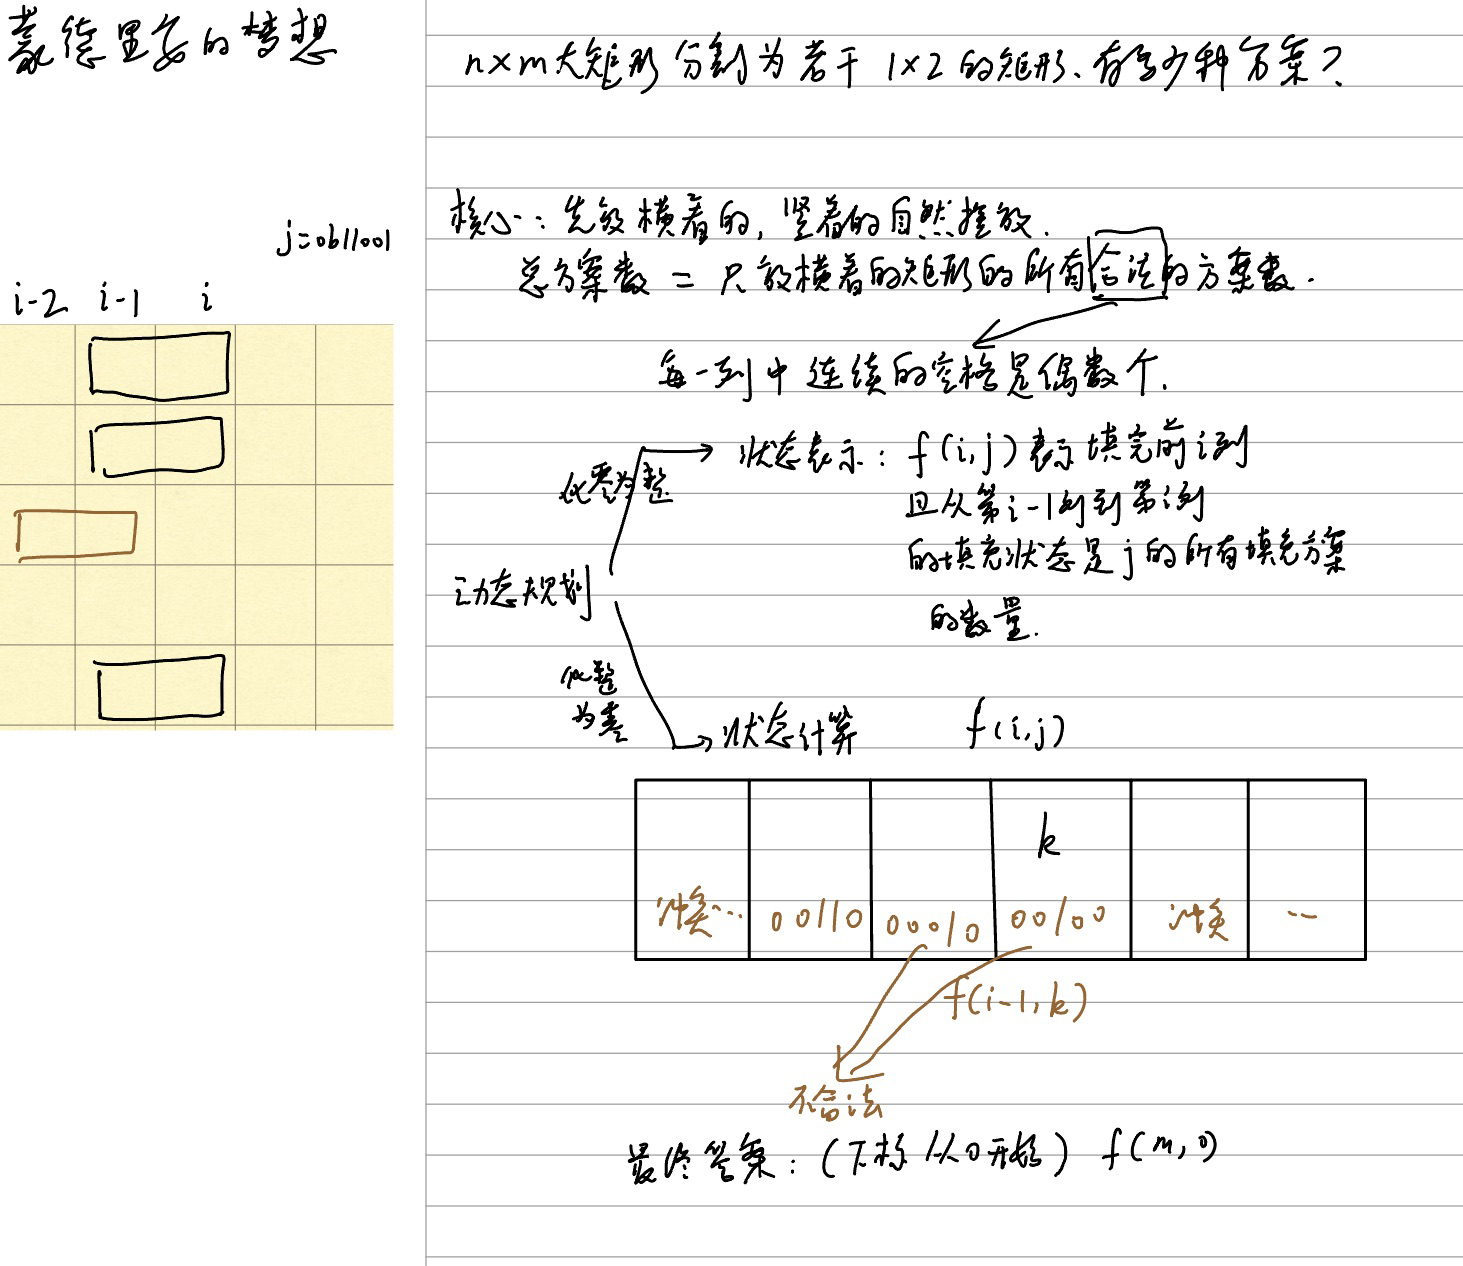 蒙德里安的梦想
n×m大矩形分割为若干 1×2 的矩形、有多少种方案?
核心: 先放横着的, 竖着的自然摆放.
总方案数 = 只放横着的矩形的所有合法的方案数.
j=0b11001
i-2 i-1 i
每一列中连续的空格是偶数个.
化零为整
状态表示: f(i,j) 表示填完前i列
且从第i-1列到第i列
的填充状态是j的所有填充方案
的数量.
动态规划
化整
为零
状态计算 f(i,j)
k
冲突... 00110 00010 00100 冲突 ...
f(i-1,k)
不合法
最终答案: (下标从0开始) f(m,0)